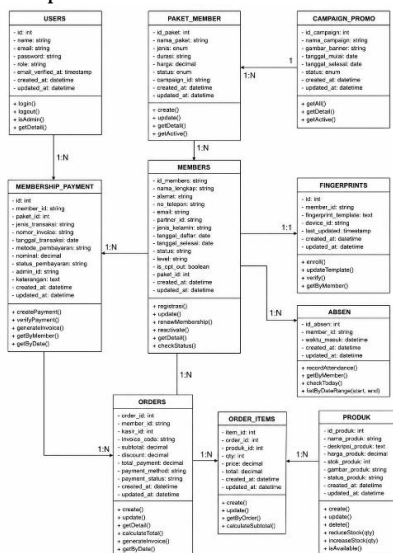 USERS
- id: int
- name: string
- email: string
- password: string
- role: string
- email_verified_at: timestamp
- created_at: datetime
- updated_at: datetime
+ login()
+ logout()
+ isAdmin()
+ getDetail()
PAKET_MEMBER
- id_paket: int
- nama_paket: string
- jenis: enum
- durasi: string
- harga: decimal
- status: enum
- campaign_id: string
- created_at: datetime
- updated_at: datetime
+ create()
+ update()
+ getDetail()
+ getActive()
CAMPAIGN_PROMO
- id_campaign: int
- nama_campaign: string
- gambar_banner: string
- tanggal_mulai: date
- tanggal_selesai: date
- status: enum
- created_at: datetime
- updated_at: datetime
+ getAll()
+ getDetail()
+ getActive()
1:N
1
1:N
1:N
MEMBERSHIP_PAYMENT
- id: int
- member_id: string
- paket_id: int
- jenis_transaksi: string
- nomor_invoice: string
- tanggal_transaksi: date
- metode_pembayaran: string
- nominal: decimal
- status_pembayaran: string
- admin_id: string
- keterangan: text
- created_at: datetime
- updated_at: datetime
+ createPayment()
+ verifyPayment()
+ generateInvoice()
+ getByMember()
+ getByDate()
1:N
MEMBERS
- id_members: string
- nama_lengkap: string
- alamat: string
- no_telepon: string
- email: string
- partner_id: string
- jenis_kelamin: string
- tanggal_daftar: date
- tanggal_selesai: date
- status: string
- level: string
- is_opt_out: boolean
- paket_id: int
- created_at: datetime
- updated_at: datetime
+ registrasi()
+ update()
+ renewMembership()
+ reactivate()
+ getDetail()
+ checkStatus()
1:1
FINGERPRINTS
- id: int
- member_id: string
- fingerprint_template: text
- device_id: string
- last_updated: timestamp
- created_at: datetime
- updated_at: datetime
+ enroll()
+ updateTemplate()
+ verify()
+ getByMember()
1:N
ABSEN
- id_absen: int
- member_id: string
- waktu_masuk: datetime
- created_at: datetime
- updated_at: datetime
+ recordAttendance()
+ getByMember()
+ checkToday()
+ listByDateRange(start, end)
1:N
1:N
ORDERS
- order_id: int
- member_id: string
- kasir_id: int
- invoice_code: string
- subtotal: decimal
- discount: decimal
- total_payment: decimal
- payment_method: string
- payment_status: string
- created_at: datetime
- updated_at: datetime
+ create()
+ update()
+ getDetail()
+ calculateTotal()
+ generateInvoice()
+ getByDate()
1:N
ORDER_ITEMS
- item_id: int
- order_id: int
- produk_id: int
- qty: int
- price: decimal
- total: decimal
- created_at: datetime
- updated_at: datetime
+ create()
+ update()
+ getByOrder()
+ calculateSubtotal()
1:N
PRODUK
- id_produk: int
- nama_produk: string
- deskripsi_produk: text
- harga_produk: decimal
- stok_produk: int
- gambar_produk: string
- status_produk: string
- created_at: datetime
- updated_at: datetime
+ create()
+ update()
+ delete()
+ reduceStock(qty)
+ increaseStock(qty)
+ isAvailable()